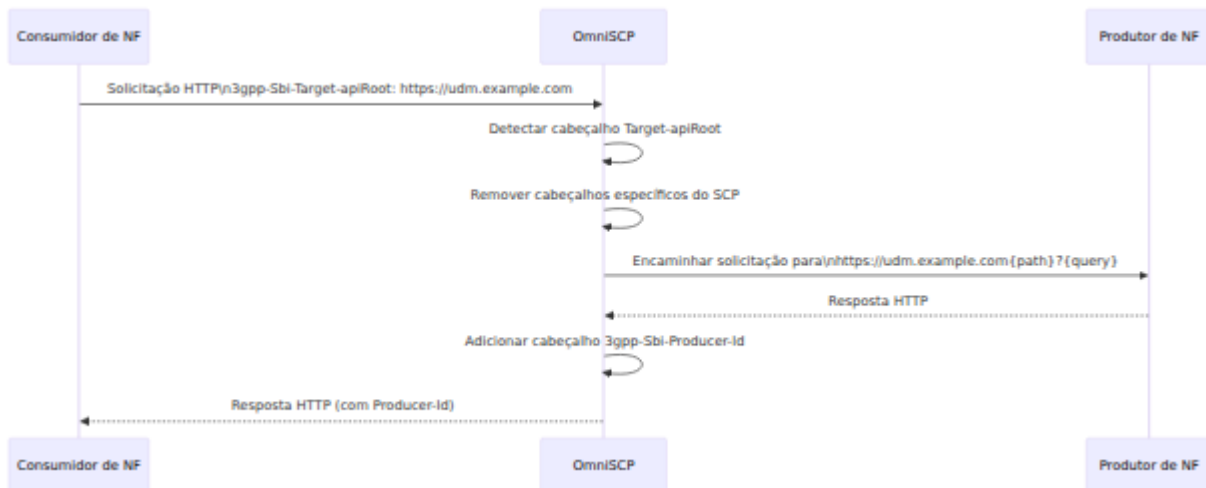 Consumidor de NF
OmniSCP
Produtor de NF
Solicitação HTTP\n3gpp-Sbi-Target-apiRoot: https://udm.example.com
Detectar cabeçalho Target-apiRoot
Remover cabeçalhos específicos do SCP
Encaminhar solicitação para\nhttps://udm.example.com{path}?{query}
Resposta HTTP
Adicionar cabeçalho 3gpp-Sbi-Producer-Id
Resposta HTTP (com Producer-Id)
Consumidor de NF
OmniSCP
Produtor de NF